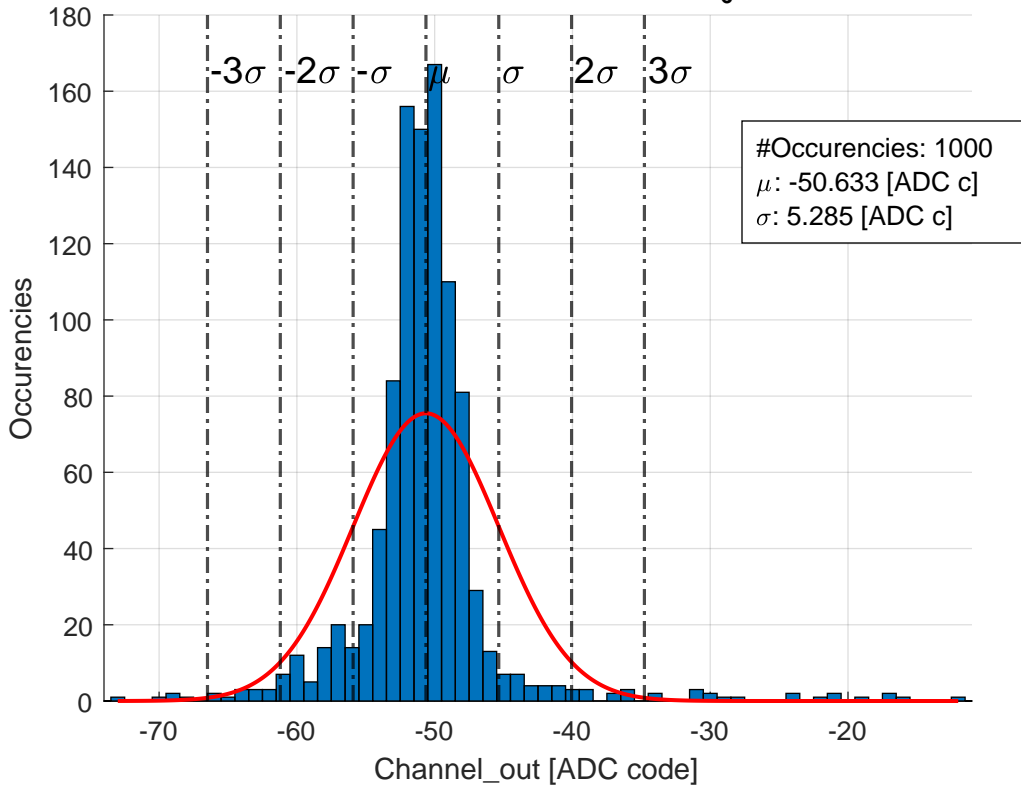 180
160
140
120
100
80
60
40
20
0
-3σ -2σ -σ μ σ 2σ 3σ
#Occurencies: 1000
μ: -50.633 [ADC c]
σ: 5.285 [ADC c]
Occurencies
-70 -60 -50 -40 -30 -20
Channel_out [ADC code]